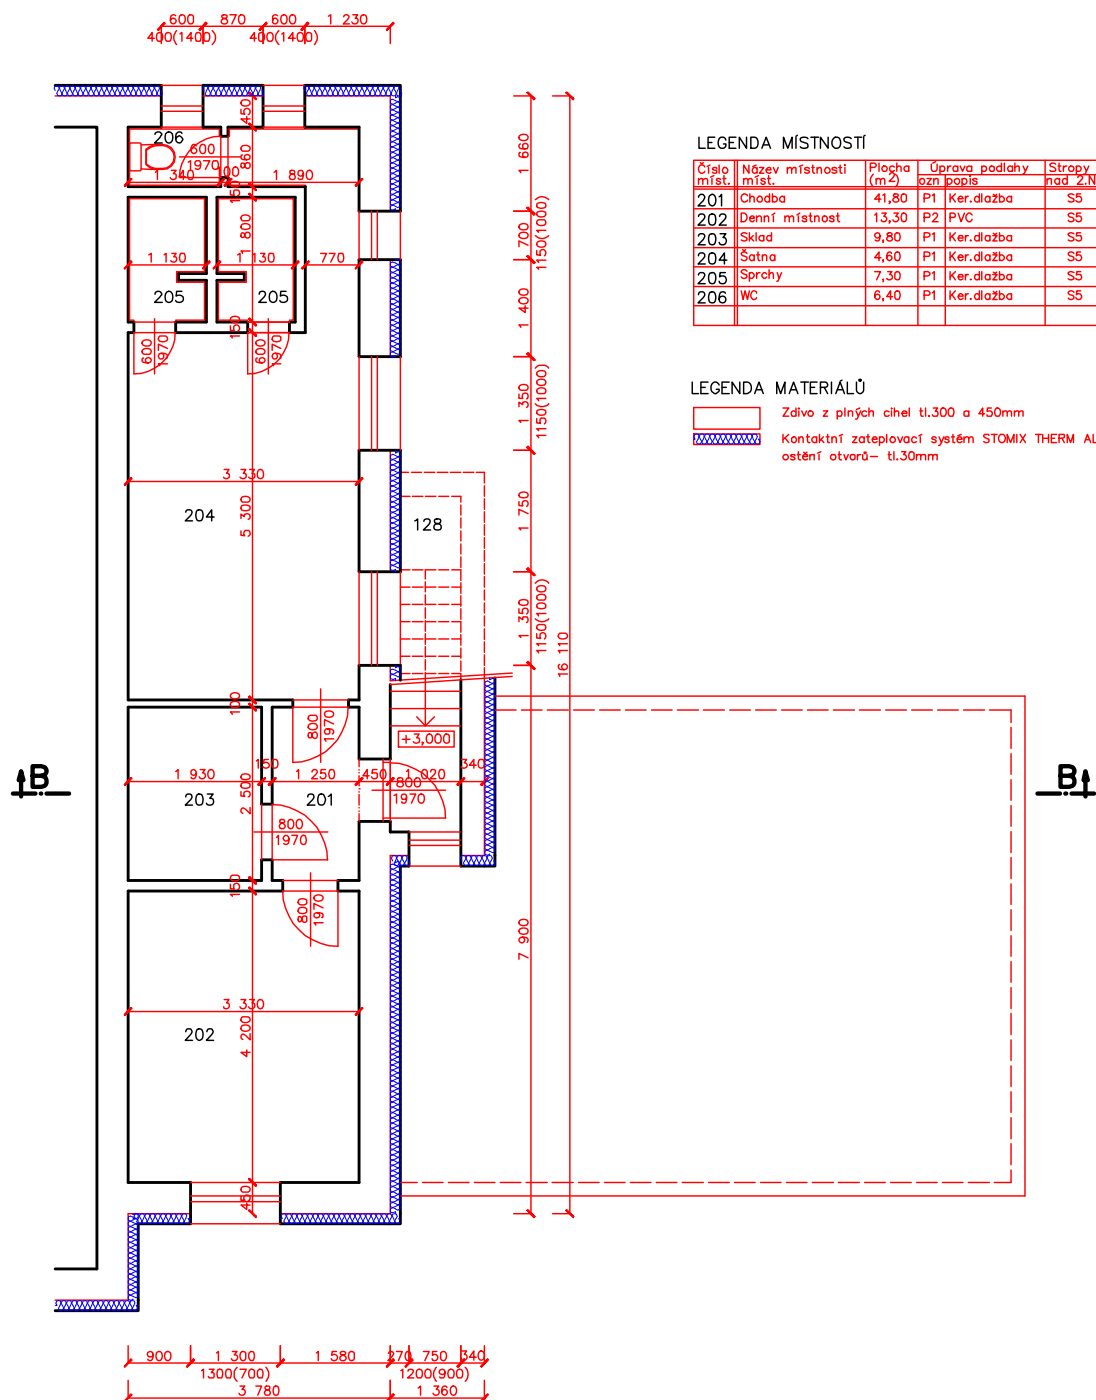 600 870 600 1 230
400(1400) 400(1400)
450
206
600
1970
860
1 340 100 1 890
150
1 800
1 130 1 130 770
205 205
150
600
1970
600
1970
3 330
204
5 300
128
1 660
700
1150(1000)
1 400
1 350
1150(1000)
1 750
1 350
1150(1000)
16 110
7 900
100
800
1970
+3,000
1 930 150 1 250 450 1 020 340
800
1970
203 201
2 500
800
1970
150
800
1970
3 330
202
4 200
450
B B
900 1 300 1 580 270 750 340
1300(700) 1200(900)
3 780 1 360
LEGENDA MÍSTNOSTÍ
Číslo míst. Název místnosti míst. Plocha (m2) Úprava podlahy ozn popis Stropy nad 2.N
201 Chodba 41,80 P1 Ker.dlažba S5
202 Denní místnost 13,30 P2 PVC S5
203 Sklad 9,80 P1 Ker.dlažba S5
204 Šatna 4,60 P1 Ker.dlažba S5
205 Sprchy 7,30 P1 Ker.dlažba S5
206 WC 6,40 P1 Ker.dlažba S5
LEGENDA MATERIÁLŮ
Zdivo z plných cihel tl.300 a 450mm
Kontaktní zateplovací systém STOMIX THERM AL
ostění otvorů– tl.30mm